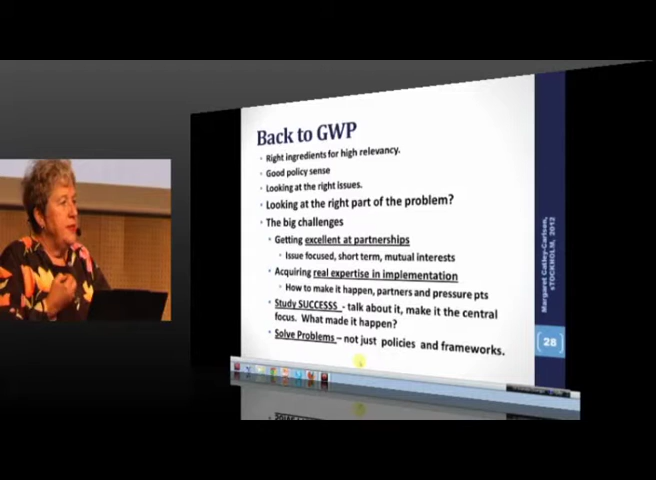 Back to GWP
• Right ingredients for high relevancy.
• Good policy sense
• Looking at the right issues.
• Looking at the right part of the problem?
• The big challenges
• Getting excellent at partnerships
• Issue focused, short term, mutual interests
• Acquiring real expertise in implementation
• How to make it happen, partners and pressure pts
• Study SUCCESSS - talk about it, make it the central
focus. What made it happen?
• Solve Problems – not just policies and frameworks.
Margaret Catley-Carlson,
sTOCKHOLM, 2012
28